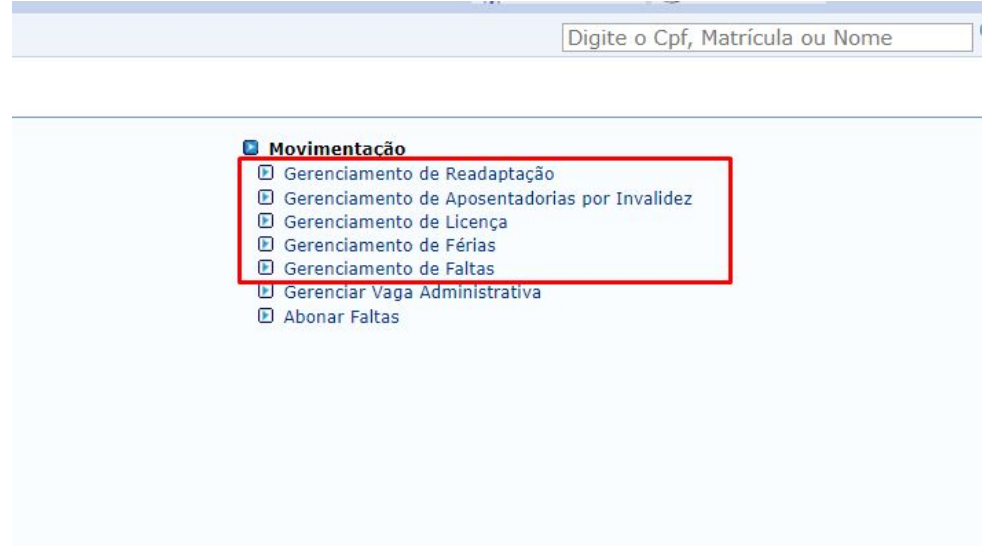 Digite o Cpf, Matrícula ou Nome
Movimentação
Gerenciamento de Readaptação
Gerenciamento de Aposentadorias por Invalidez
Gerenciamento de Licença
Gerenciamento de Férias
Gerenciamento de Faltas
Gerenciar Vaga Administrativa
Abonar Faltas